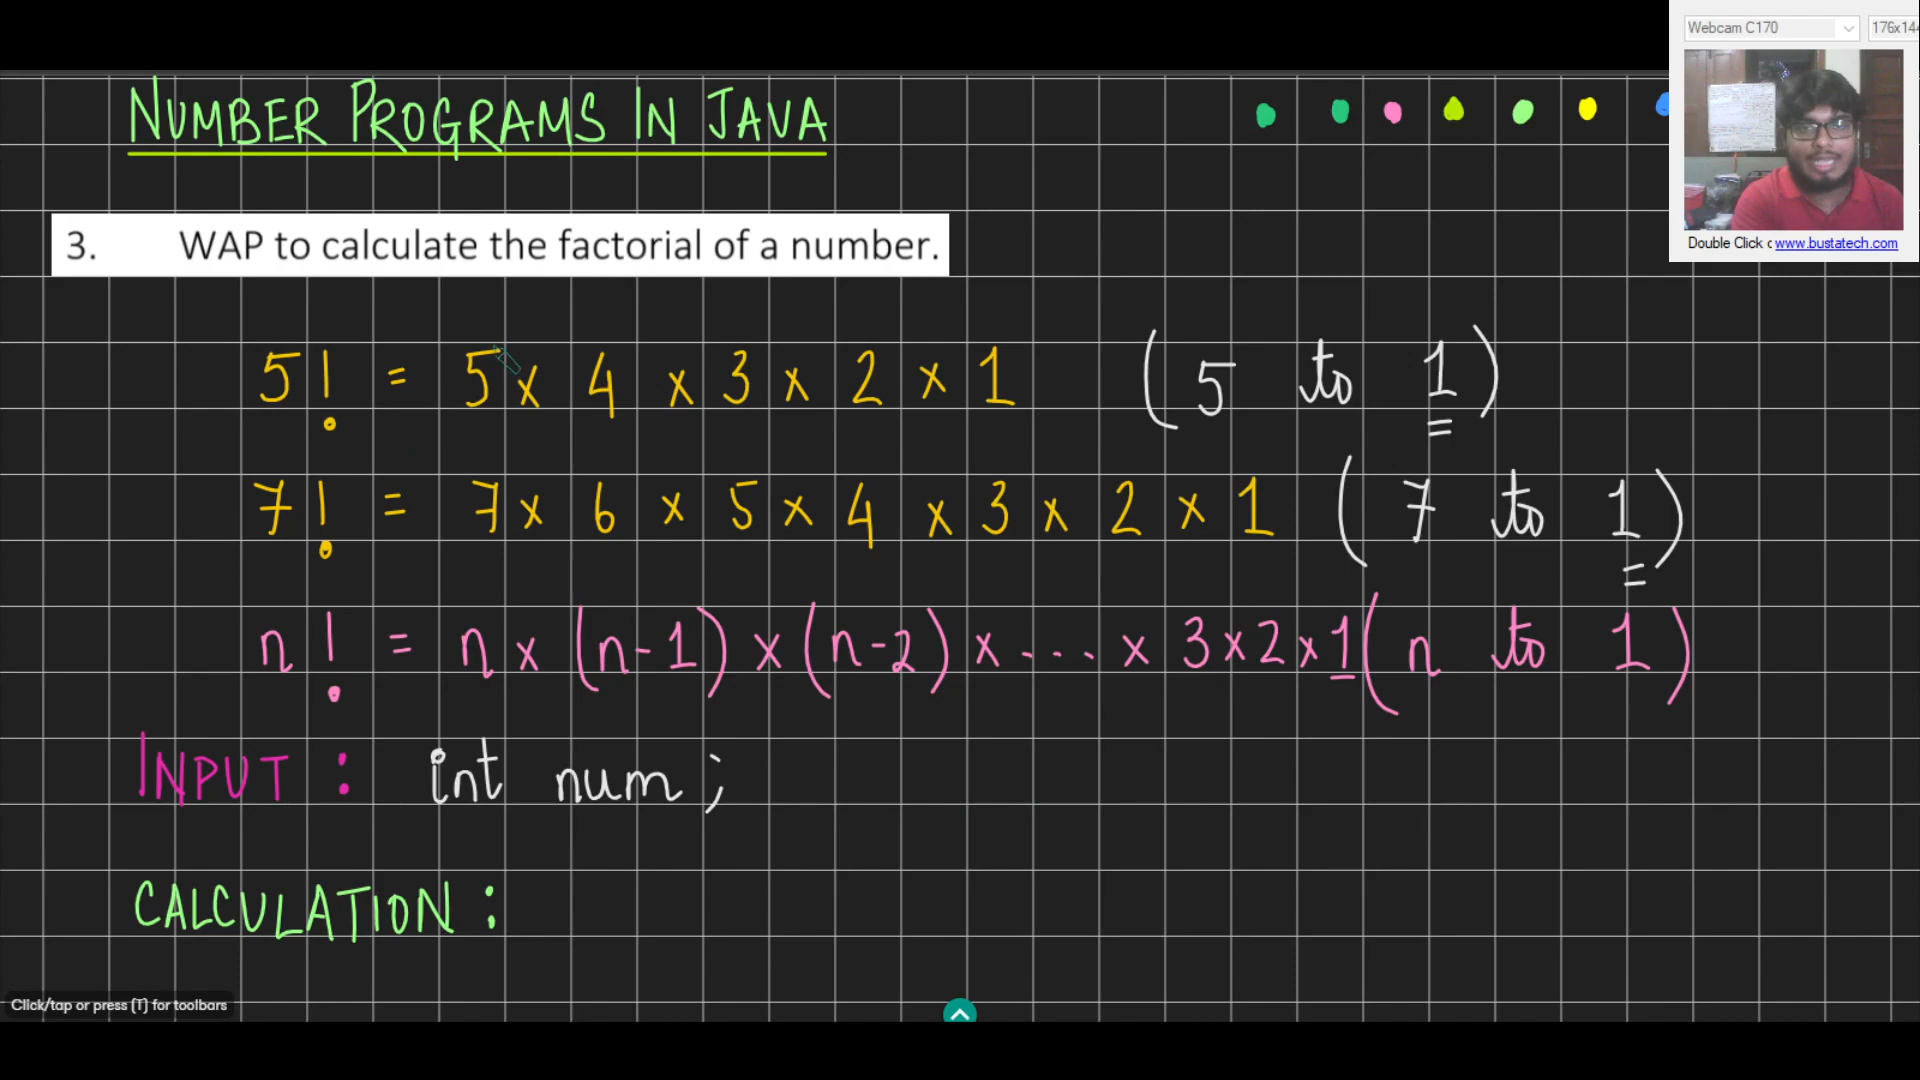 Webcam C170
176x144
NUMBER PROGRAMS IN JAVA
Double Click www.bustatech.com
3. WAP to calculate the factorial of a number.
5! = 5 x 4 x 3 x 2 x 1 (5 to 1)
7! = 7 x 6 x 5 x 4 x 3 x 2 x 1 (7 to 1)
n! = n x (n-1) x (n-2) x ... x 3 x 2 x 1 (n to 1)
INPUT : int num ;
CALCULATION :
Click/tap or press (T) for toolbars